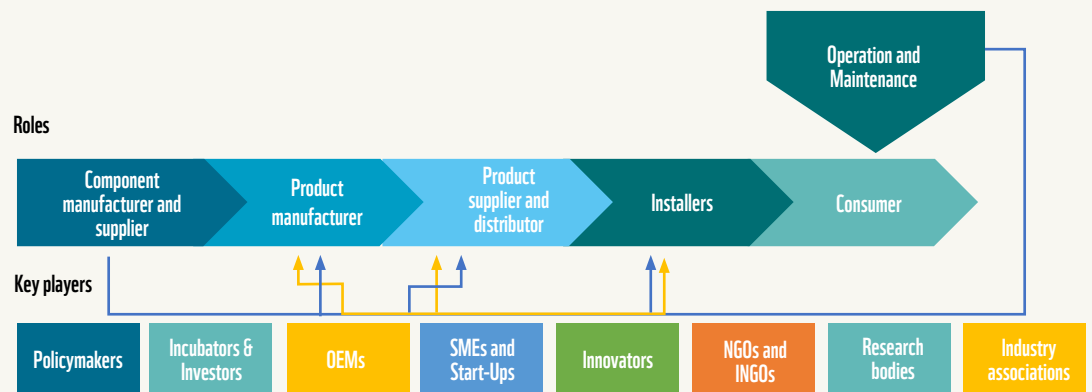 Operation and
Maintenance
Roles
Component
manufacturer and
supplier
Product
manufacturer
Product
supplier and
distributor
Installers
Consumer
Key players
Policymakers
Incubators &
Investors
OEMs
SMEs and
Start-Ups
Innovators
NGOs and
INGOs
Research
bodies
Industry
associations